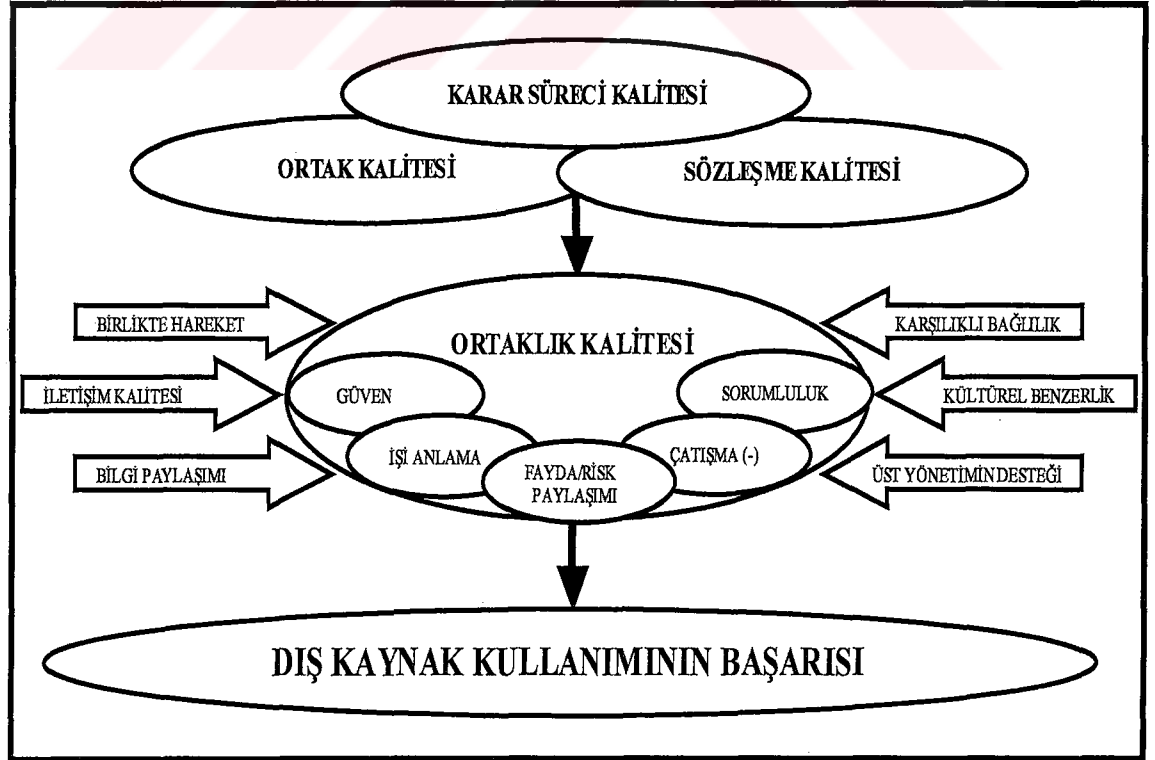 KARAR SÜRECİ KALİTESİ
ORTAK KALİTESİ
SÖZLEŞME KALİTESİ
BİRLİKTE HAREKET
KARŞILIKLI BAĞLILIK
ORTAKLIK KALİTESİ
İLETİŞİM KALİTESİ
GÜVEN
SORUMLULUK
KÜLTÜREL BENZERLİK
BİLGİ PAYLAŞIMI
İŞİ ANLAMA
FAYDA/RİSK
PAYLAŞIMI
ÇATIŞMA (-)
ÜST YÖNETİMİN DESTEĞİ
DIŞ KAYNAK KULLANIMININ BAŞARISI